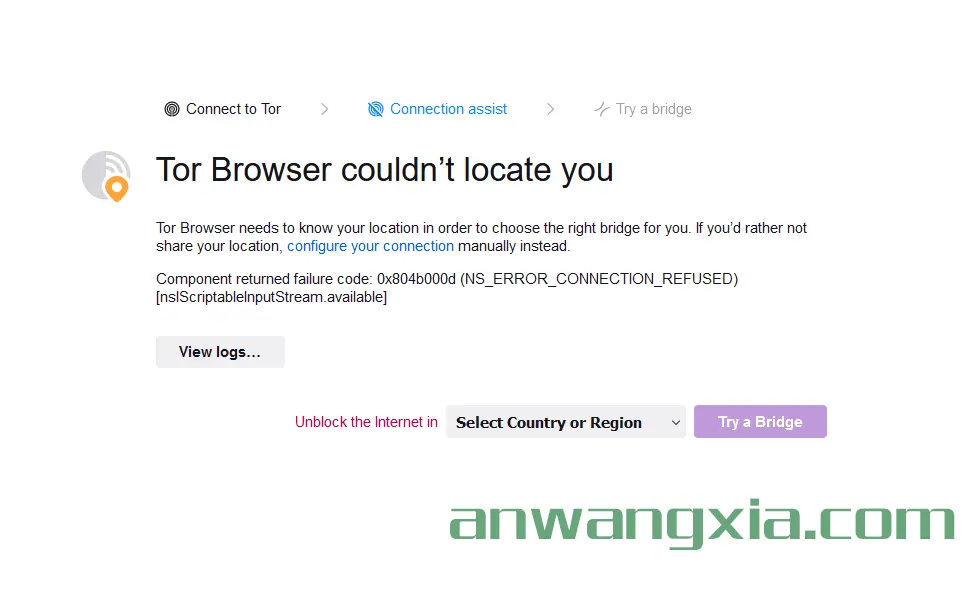 Connect to Tor
Connection assist
Try a bridge
Tor Browser couldn’t locate you
Tor Browser needs to know your location in order to choose the right bridge for you. If you’d rather not
share your location, configure your connection manually instead.
Component returned failure code: 0x804b000d (NS_ERROR_CONNECTION_REFUSED)
[nsIScriptableInputStream.available]
View logs…
Unblock the Internet in
Select Country or Region
Try a Bridge
anwangxia.com